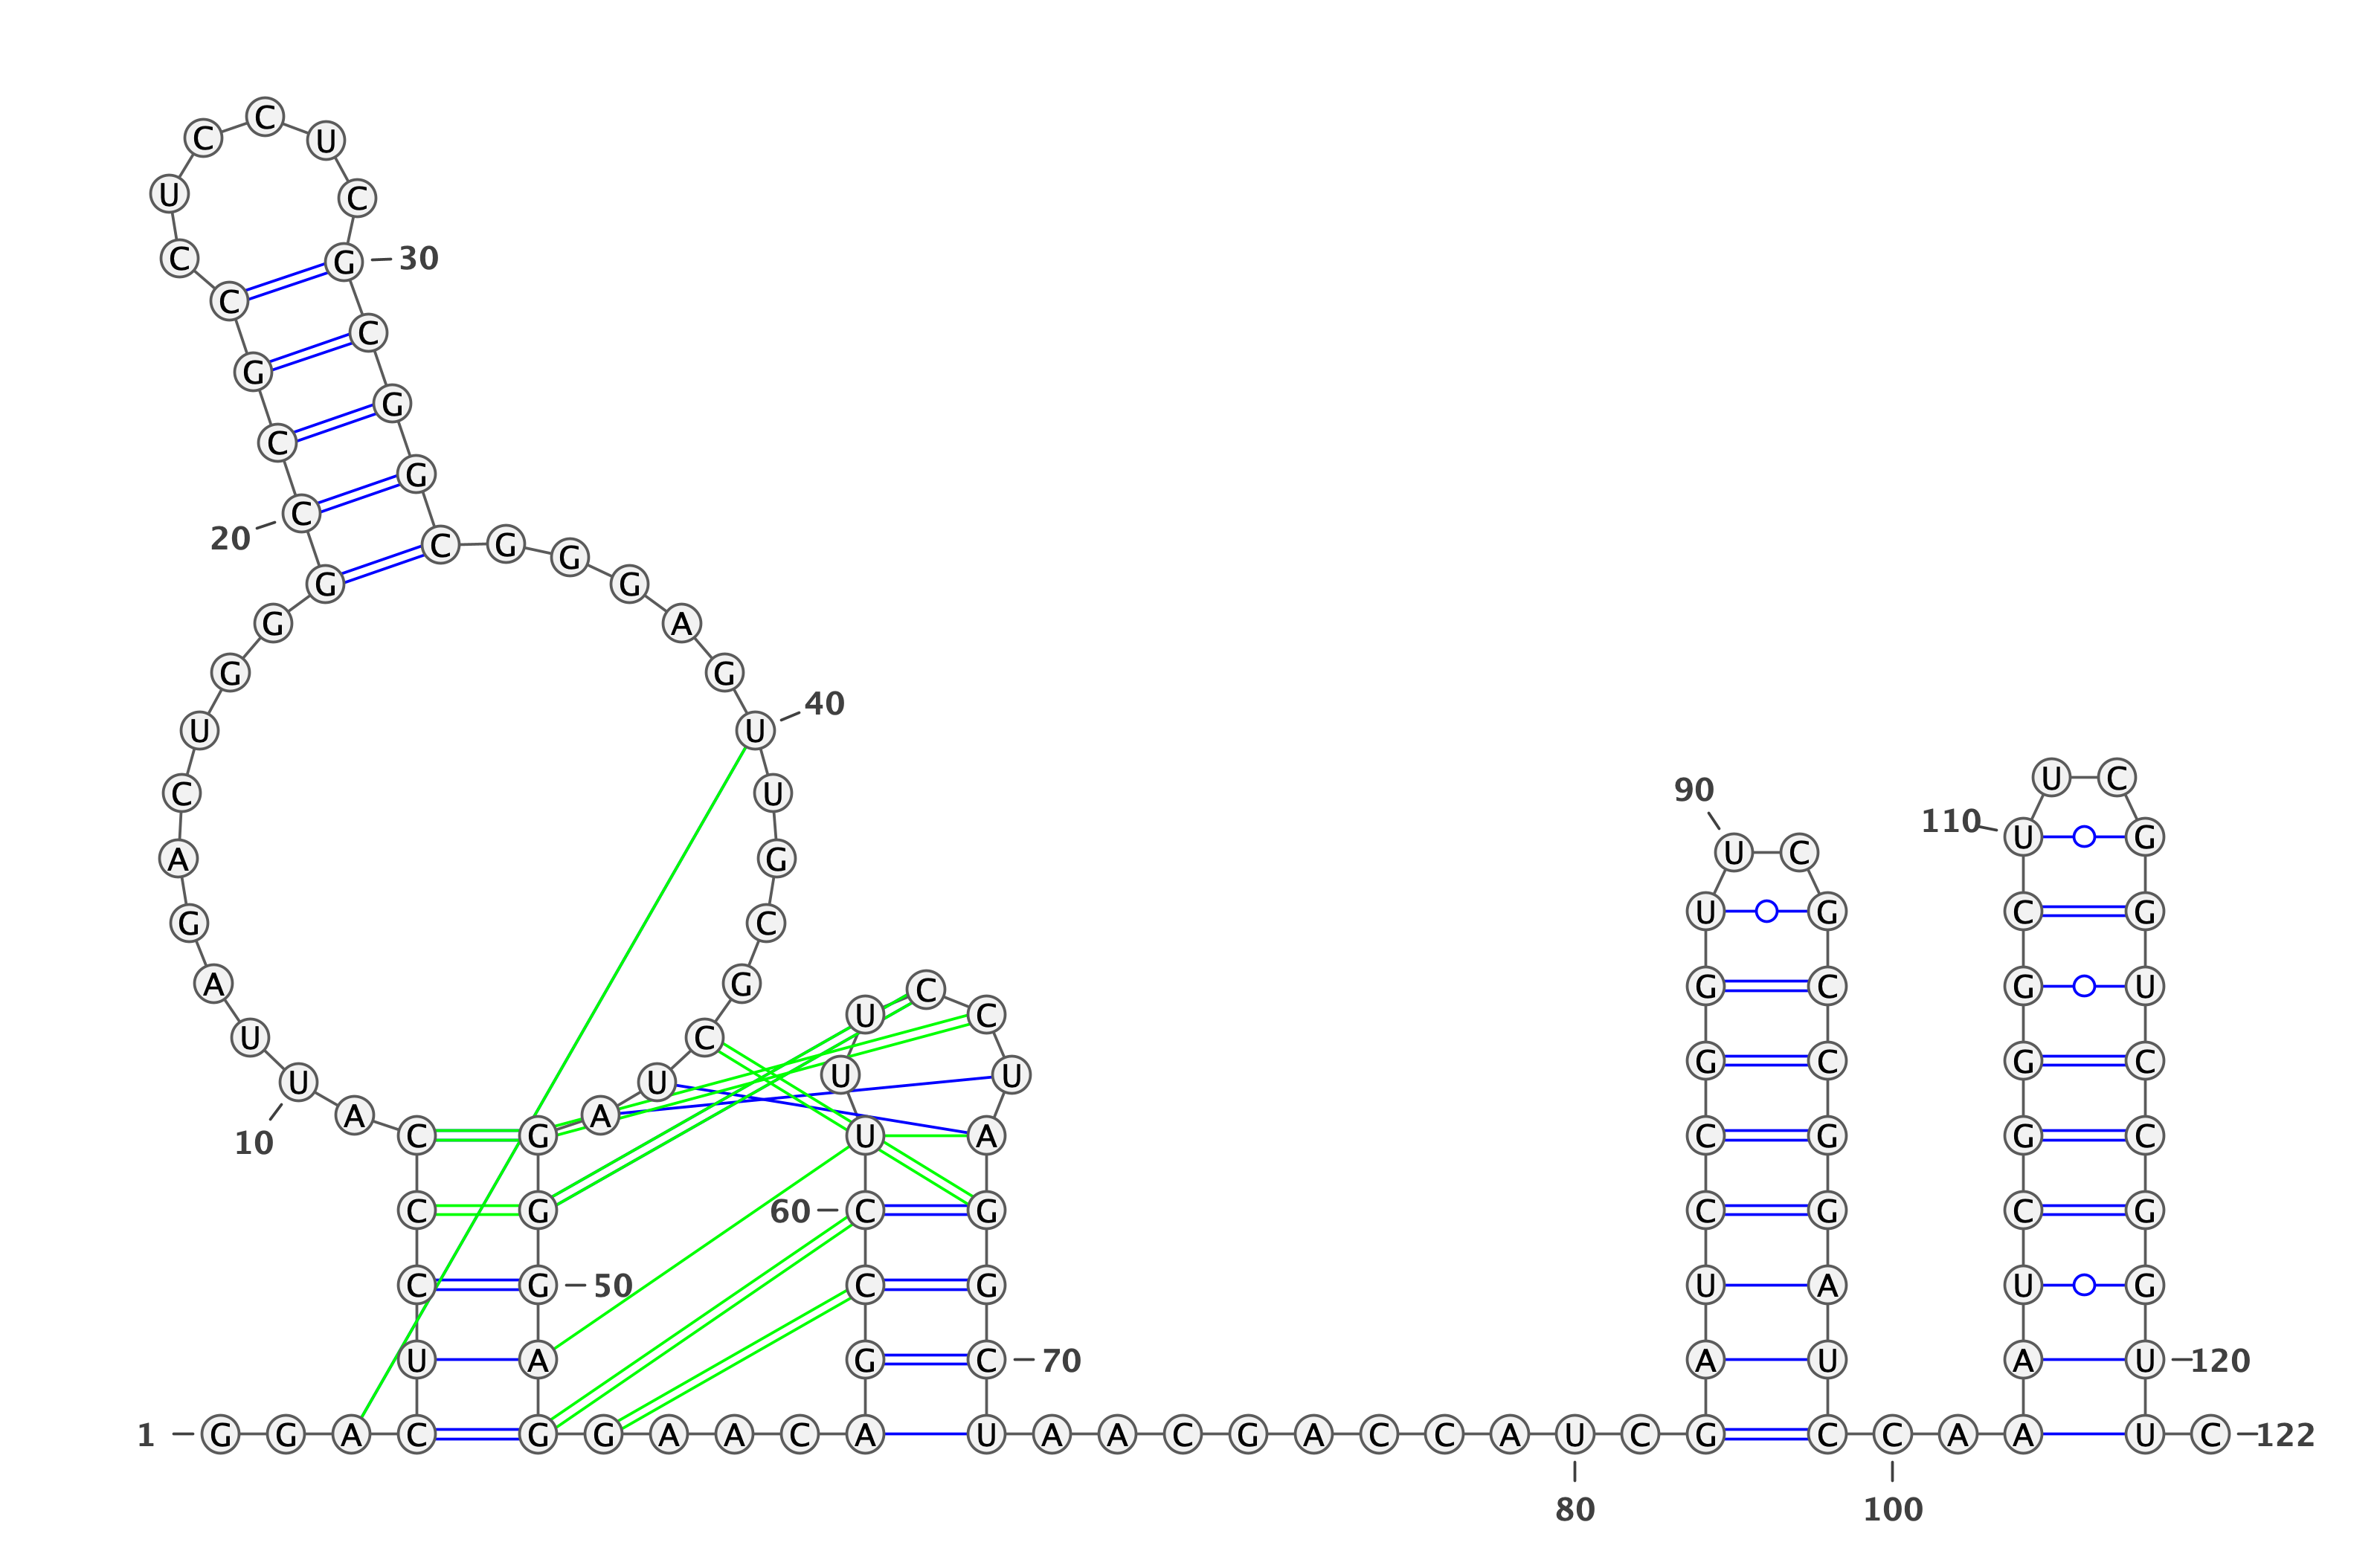 C
C U
U C
C G 30
C
C
G
G
C
G
C
20
C G G
G G
G A
G G
40
U U
U C
90
C U
110
U G
U C
A G
U G C G
G C
A G C G C G U
U C
U C
G C G C
U U
U U
A A
C G U A C G G C
10
C G 60 C G C G C G
C G 50 C G U A U G
U A G C 70 A U A U 120
1 G G A C G G A A C A U A A C G A C C A U C G C C A A U C 122
80 100